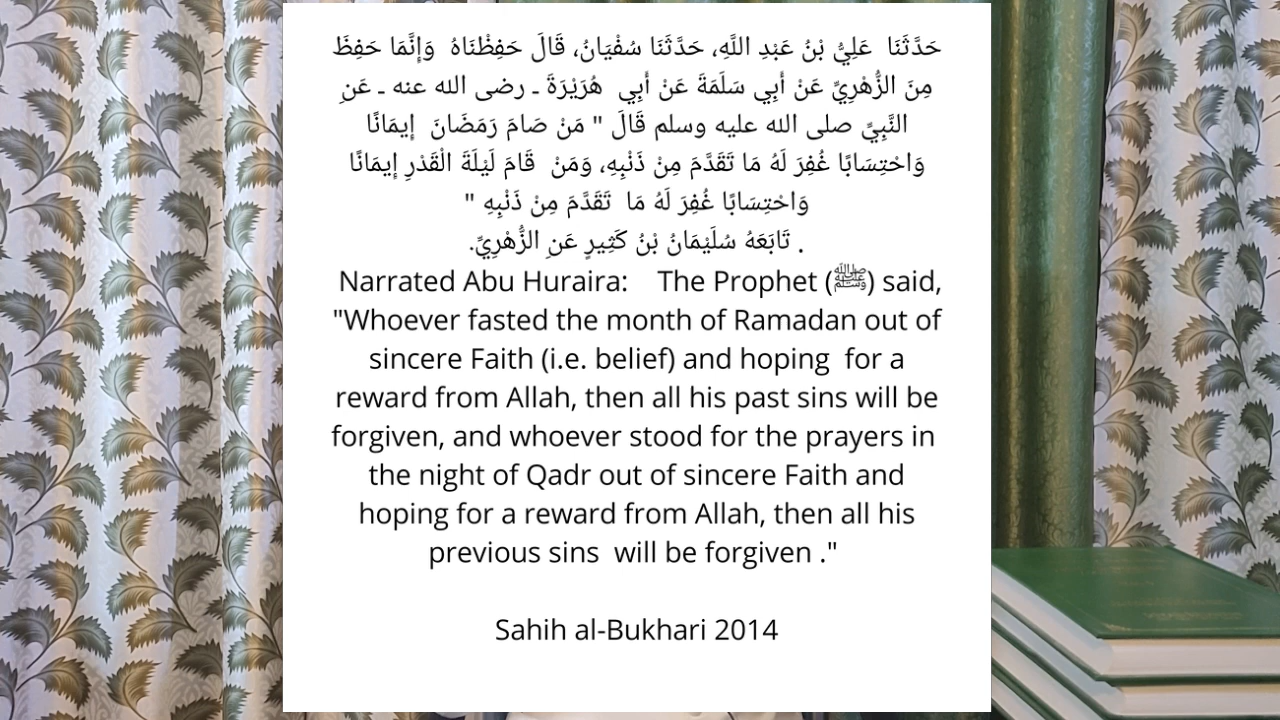 حَدَّثَنَا عَلِيُّ بْنُ عَبْدِ اللَّهِ، حَدَّثَنَا سُفْيَانُ، قَالَ حَفِظْنَاهُ وَإِنَّمَا حَفِظَ
مِنَ الزُّهْرِيِّ عَنْ أَبِي سَلَمَةَ عَنْ أَبِي هُرَيْرَةَ ـ رضى الله عنه ـ عَنِ
النَّبِيِّ صلى الله عليه وسلم قَالَ " مَنْ صَامَ رَمَضَانَ إِيمَانًا
وَاحْتِسَابًا غُفِرَ لَهُ مَا تَقَدَّمَ مِنْ ذَنْبِهِ، وَمَنْ قَامَ لَيْلَةَ الْقَدْرِ إِيمَانًا
وَاحْتِسَابًا غُفِرَ لَهُ مَا تَقَدَّمَ مِنْ ذَنْبِهِ "
. تَابَعَهُ سُلَيْمَانُ بْنُ كَثِيرٍ عَنِ الزُّهْرِيِّ.
Narrated Abu Huraira: The Prophet (ﷺ) said,
"Whoever fasted the month of Ramadan out of
sincere Faith (i.e. belief) and hoping for a
reward from Allah, then all his past sins will be
forgiven, and whoever stood for the prayers in
the night of Qadr out of sincere Faith and
hoping for a reward from Allah, then all his
previous sins will be forgiven ."
Sahih al-Bukhari 2014